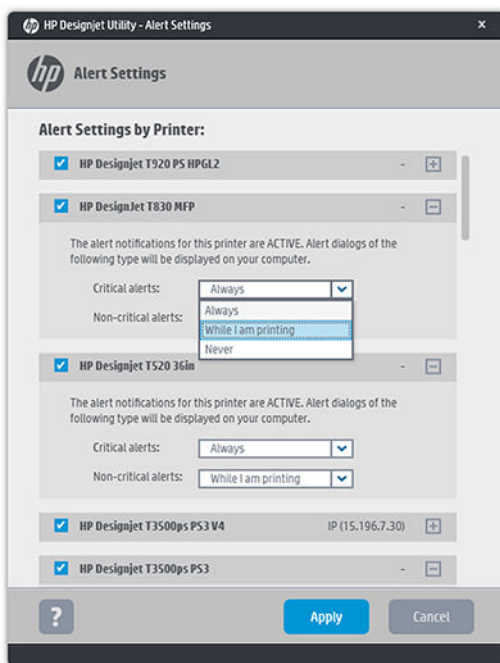 HP Designjet Utility - Alert Settings x
hp Alert Settings
Alert Settings by Printer:
HP Designjet T920 PS HPGL2 - +
HP DesignJet T830 MFP - −
The alert notifications for this printer are ACTIVE. Alert dialogs of the
following type will be displayed on your computer.
Critical alerts: Always
Always
Non-critical alerts: While I am printing
Never
HP Designjet T520 36in - −
The alert notifications for this printer are ACTIVE. Alert dialogs of the
following type will be displayed on your computer.
Critical alerts: Always
Non-critical alerts: While I am printing
HP Designjet T3500ps PS3 V4 IP (15.196.7.30) +
HP Designjet T3500ps PS3 - −
? Apply Cancel